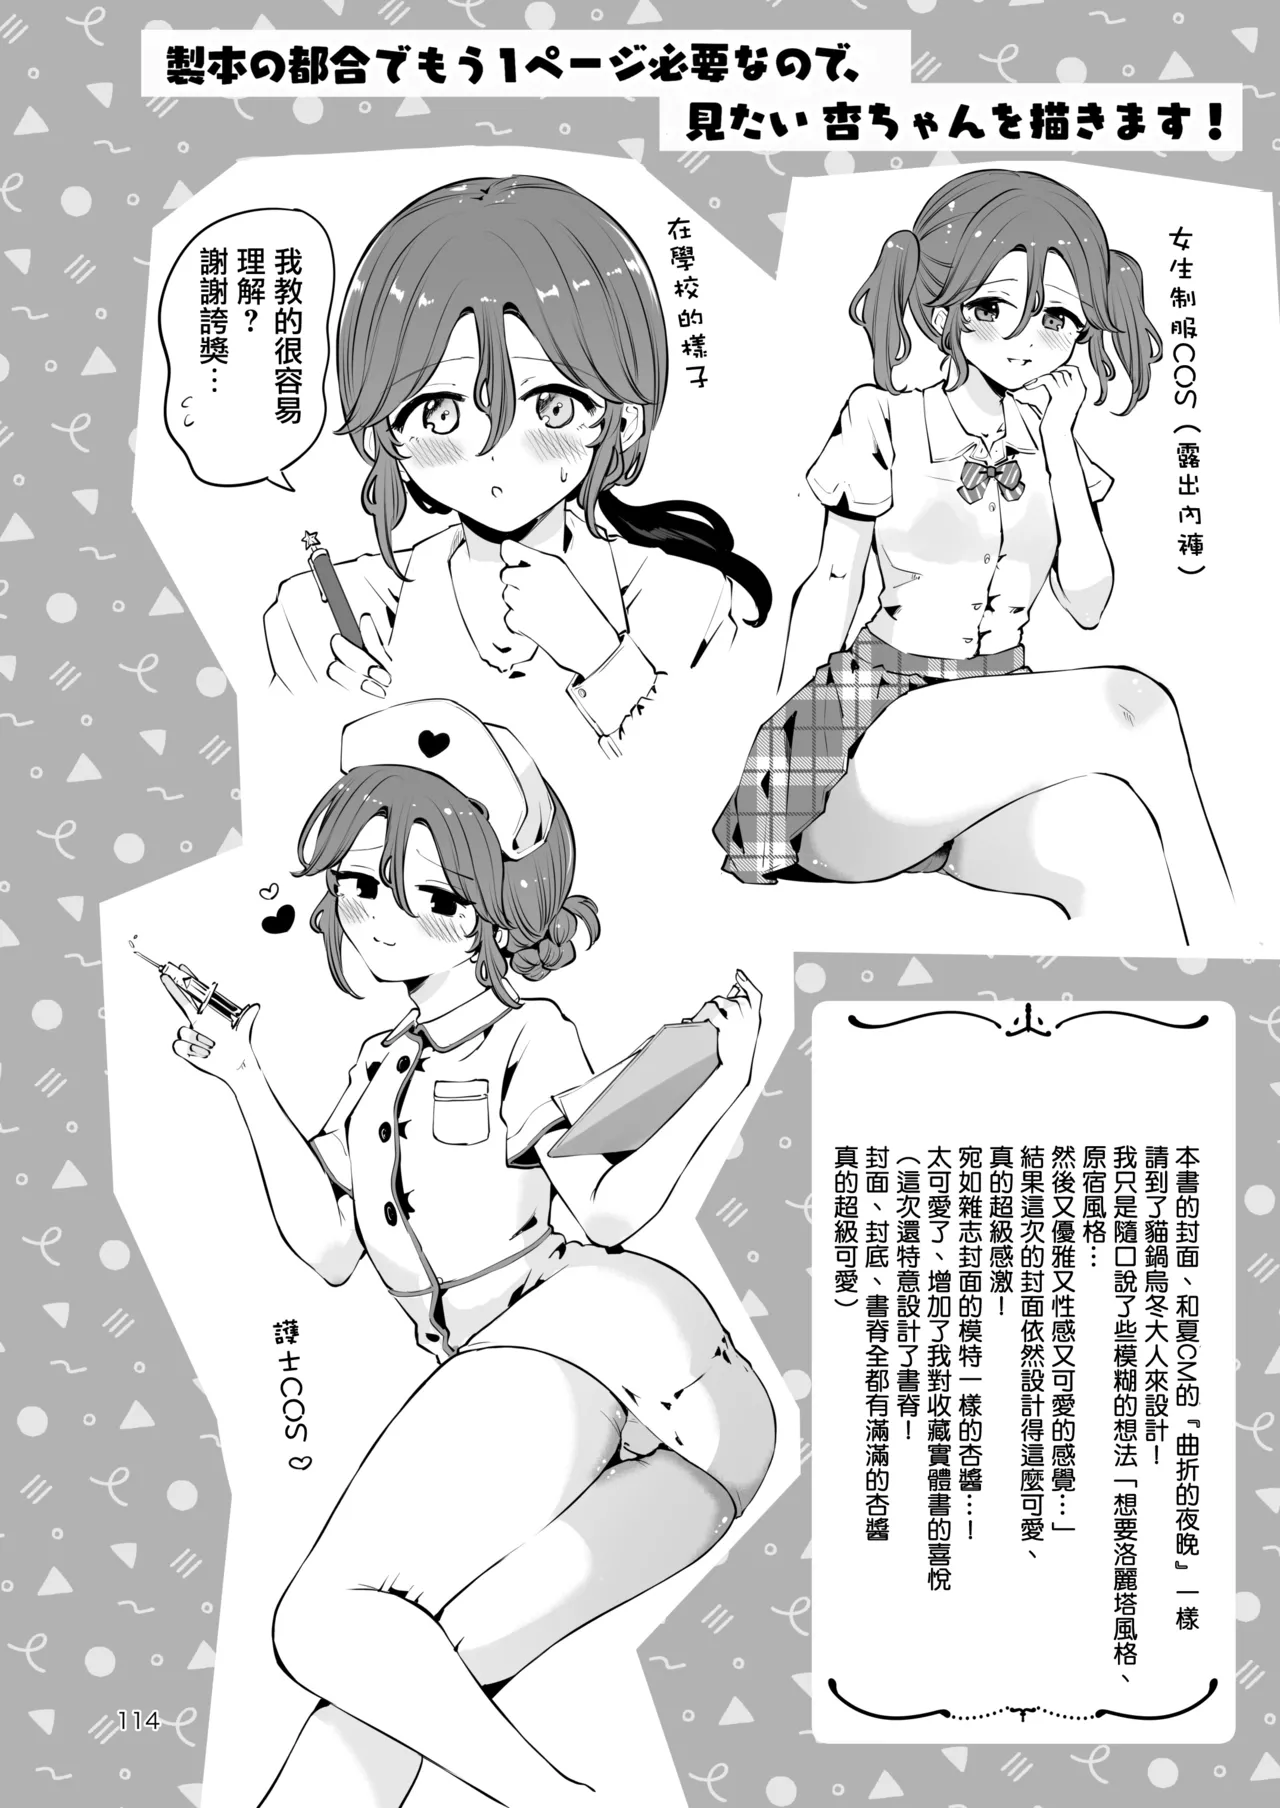 製本の都合でもう1ページ必要なので、
見たい杏ちゃんを描きます！
女生制服COS（露出內褲）
在學校的樣子
我教的很容易
理解？
謝謝誇獎…
護士COS♡
本書的封面、和夏CM的『曲折的夜晚』一樣
請到了貓鍋烏冬大人來設計！
我只是隨口說了些模糊的想法「想要洛麗塔風格、
原宿風格…
然後又優雅又性感又可愛的感覺…」
結果這次的封面依然設計得這麼可愛、
真的超級感激！
宛如雜志封面的模特一樣的杏醬…！
太可愛了、增加了我對收藏實體書的喜悅
（這次還特意設計了書脊！
封面、封底、書脊全都有滿滿的杏醬
真的超級可愛）
114